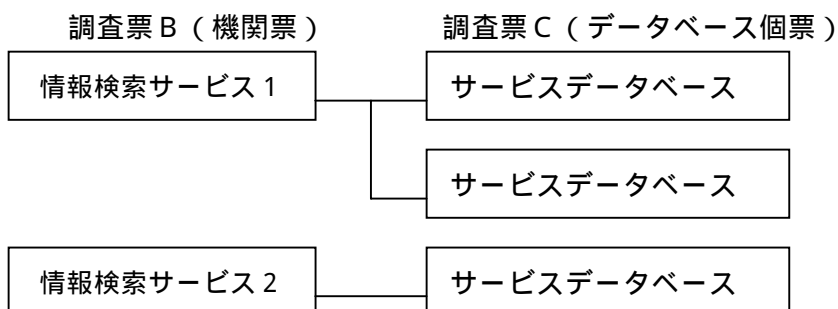 調査票B（機関票） 調査票C（データベース個票）
情報検索サービス1 サービスデータベース
サービスデータベース
情報検索サービス2 サービスデータベース